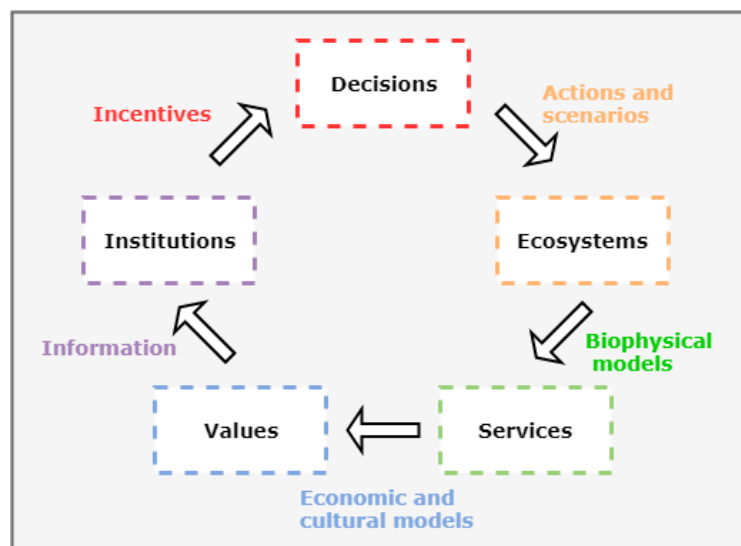 Decisions
Incentives
Actions and
scenarios
Institutions
Ecosystems
Information
Biophysical
models
Values
Services
Economic and
cultural models